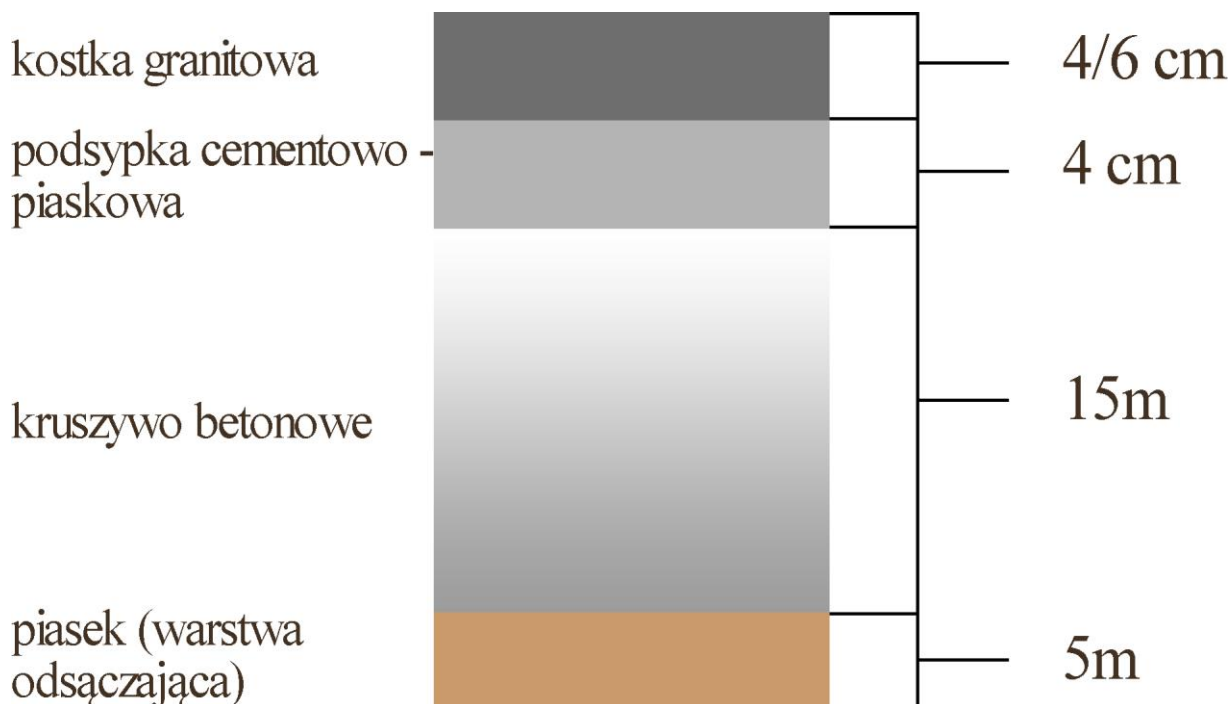 kostka granitowa
4/6 cm
podsypka cementowo -
piaskowa
4 cm
kruszywo betonowe
15m
piasek (warstwa
odsączająca)
5m